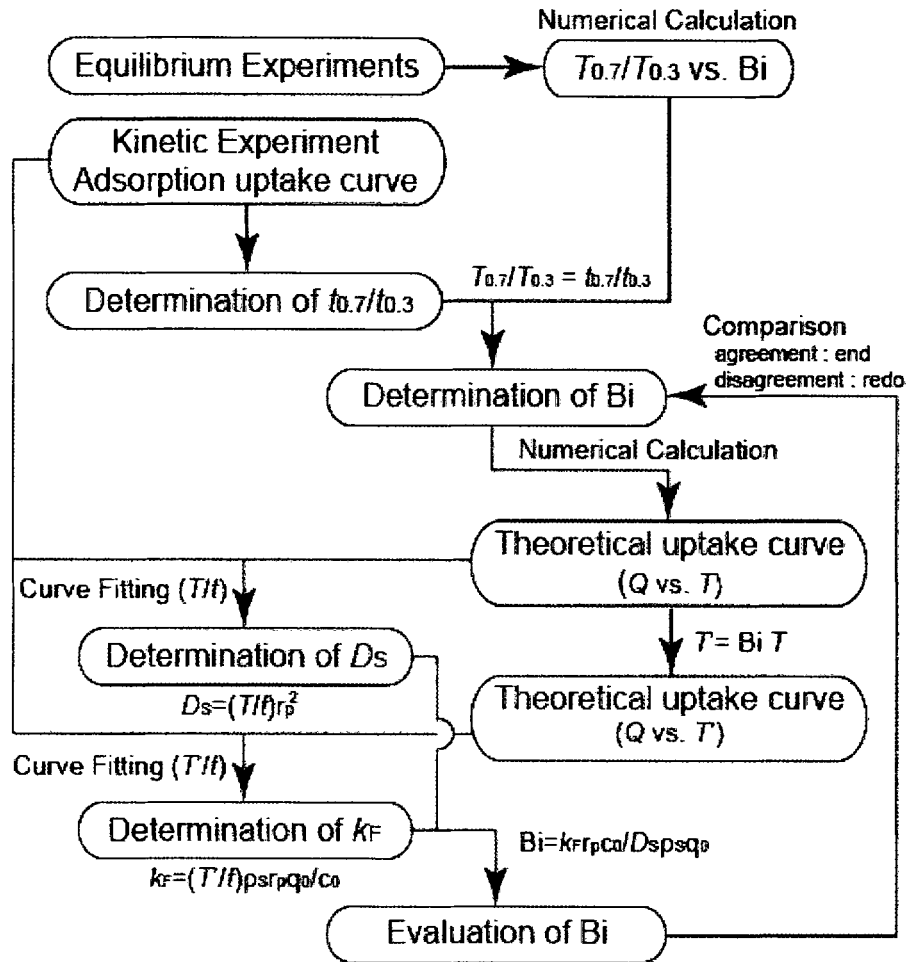 Numerical Calculation
Equilibrium Experiments
T0.7/T0.3 vs. Bi
Kinetic Experiment
Adsorption uptake curve
Determination of t0.7/t0.3
T0.7/T0.3 = t0.7/t0.3
Comparison
agreement : end
disagreement : redo
Determination of Bi
Numerical Calculation
Theoretical uptake curve
(Q vs. T)
Curve Fitting (T/t)
Determination of Ds
Ds=(T/t)rp²
T' = Bi T
Theoretical uptake curve
(Q vs. T')
Curve Fitting (T'/t)
Determination of kF
kF=(T'/t)ρsrpq0/c0
Bi=kFrpc0/Dsρsq0
Evaluation of Bi